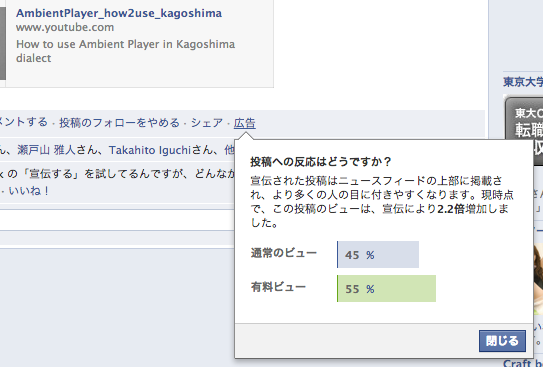 AmbientPlayer_how2use_kagoshima
www.youtube.com
How to use Ambient Player in Kagoshima
dialect
東京大学
メントする · 投稿のフォローをやめる · シェア · 広告
東大
転職
収
ん、瀬戸山 雅人さん、Takahito Iguchiさん、他
k の「宣伝する」を試してるんですが、どんなか
· いいね！
投稿への反応はどうですか？
宣伝された投稿はニュースフィードの上部に掲載さ
れ、より多くの人の目に付きやすくなります。現時点
で、この投稿のビューは、宣伝により2.2倍増加しま
した。
通常のビュー 45 %
有料ビュー 55 %
閉じる
Craft be